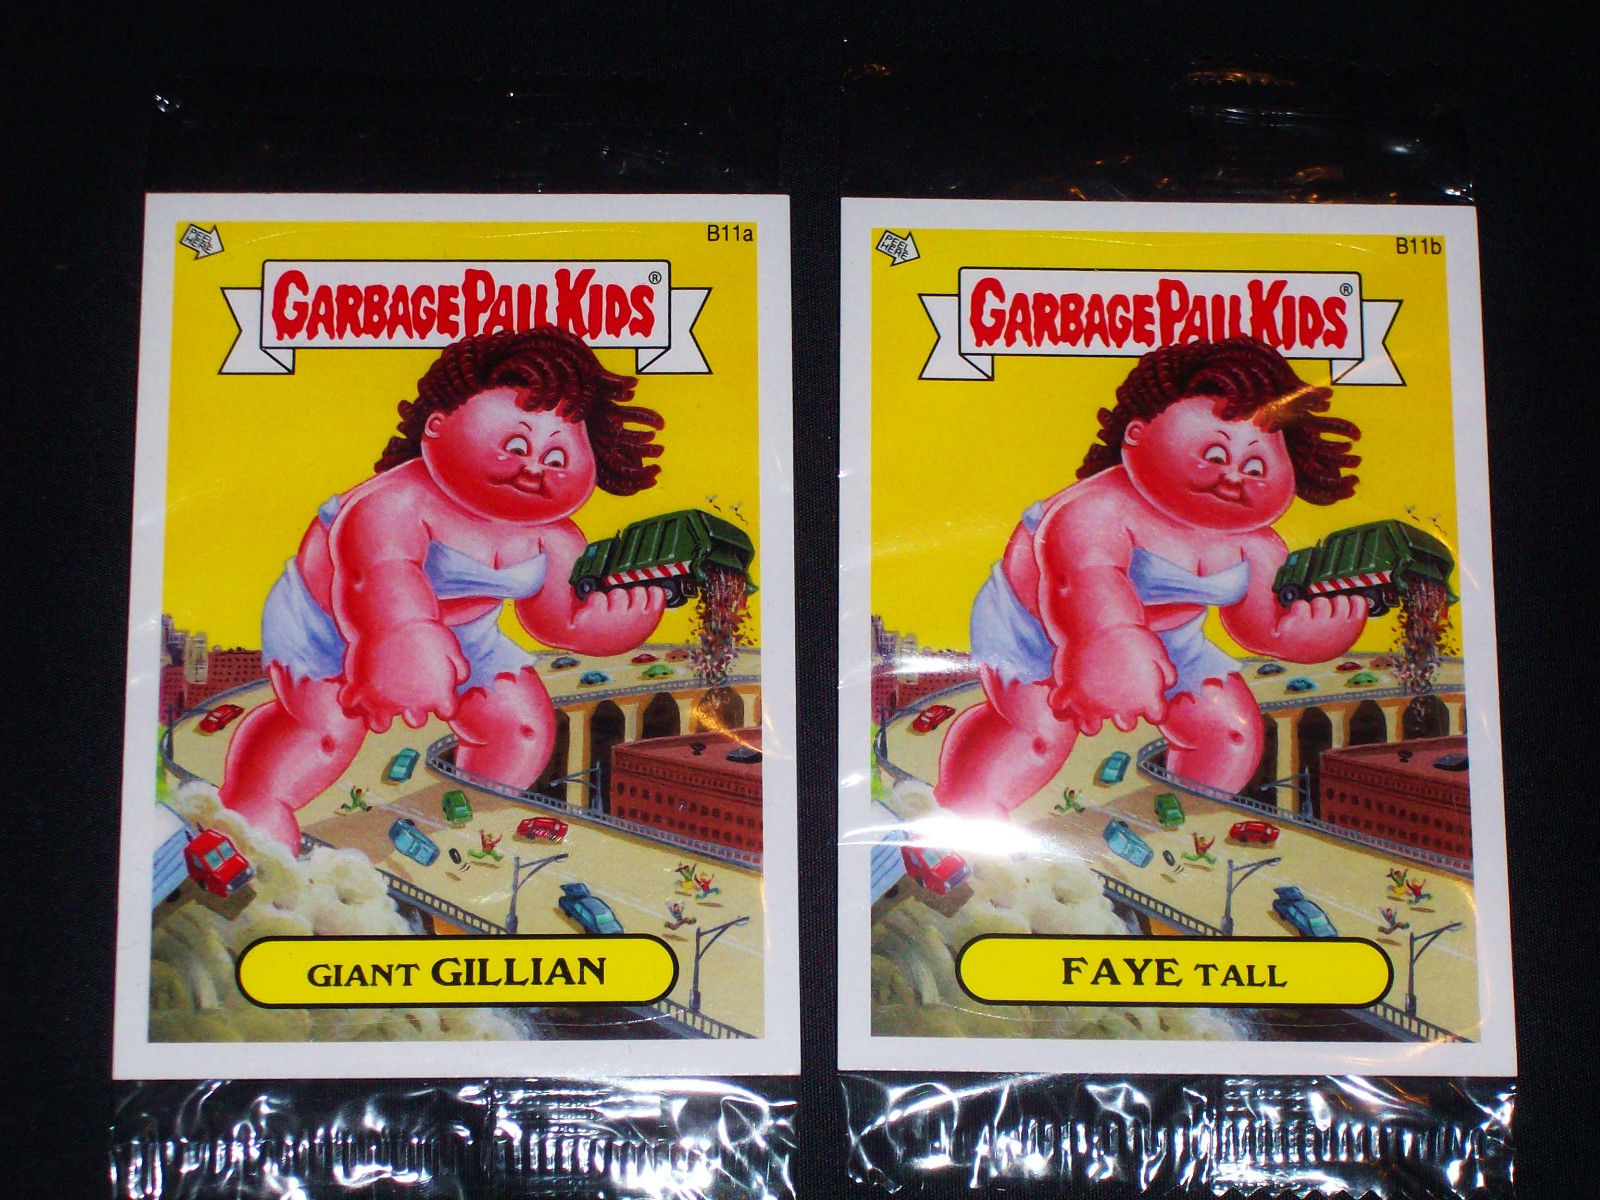 PEEL
HERE
B11a
GARBAGE PAIL KIDS®
GIANT GILLIAN
PEEL
HERE
B11b
GARBAGE PAIL KIDS®
FAYE TALL